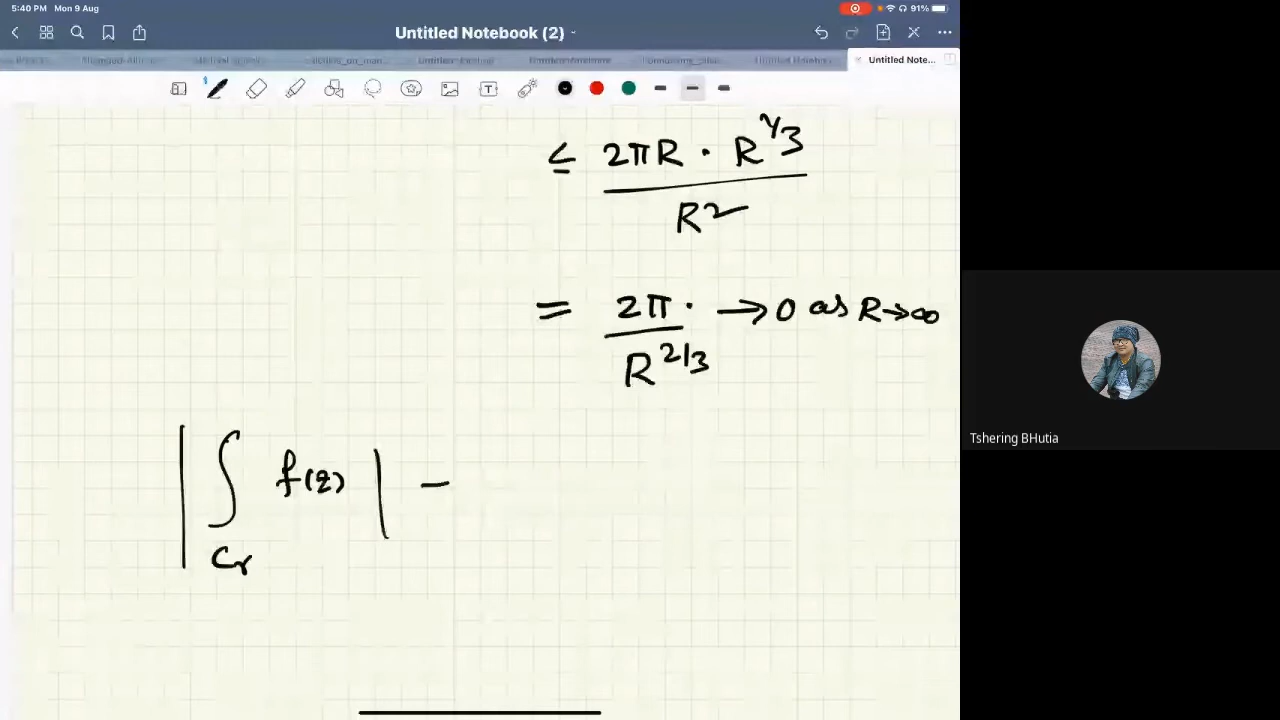 5:40 PM Mon 9 Aug
91%
Untitled Notebook (2)
Untitled Note...
≤ 2πR · R^1/3
R^2
= 2π · → 0 as R→∞
R^2/3
| ∫ f(z) | –
Cr
Tshering BHutia